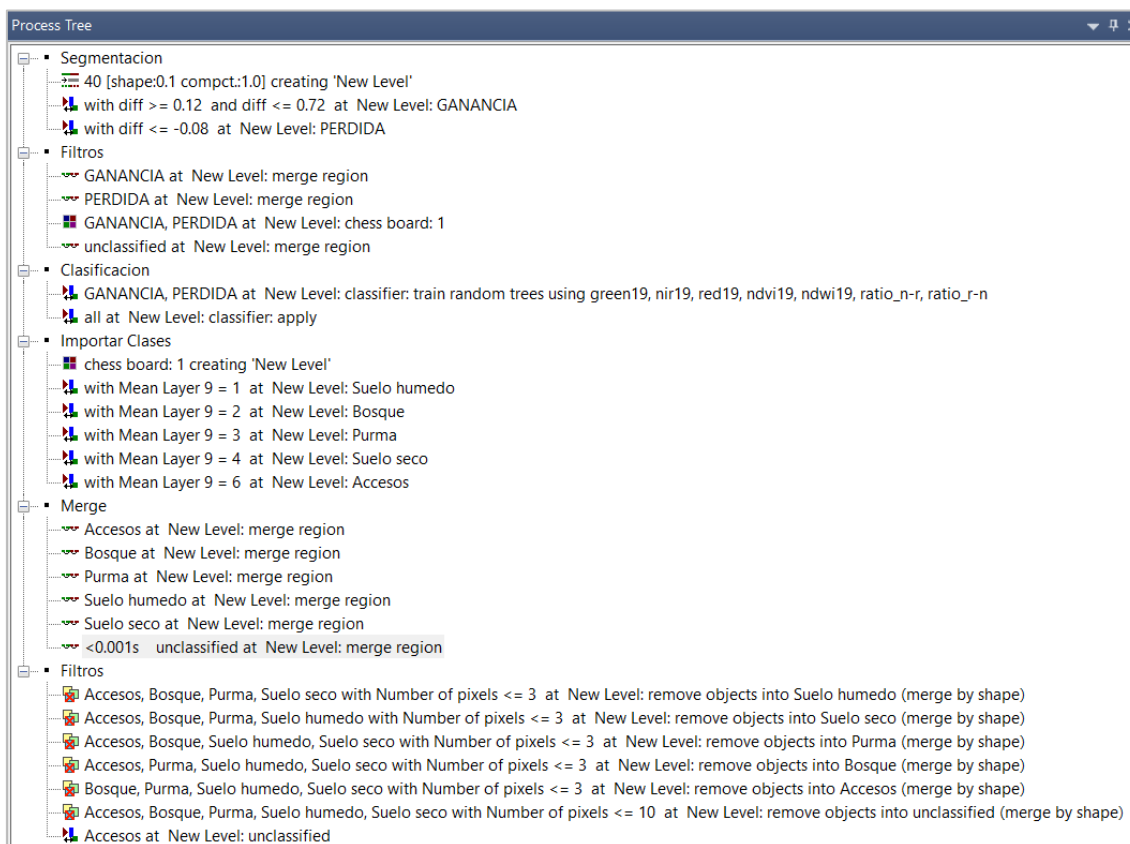 Process Tree
Segmentacion
40 [shape:0.1 compct.:1.0] creating 'New Level'
with diff >= 0.12 and diff <= 0.72 at New Level: GANANCIA
with diff <= -0.08 at New Level: PERDIDA
Filtros
GANANCIA at New Level: merge region
PERDIDA at New Level: merge region
GANANCIA, PERDIDA at New Level: chess board: 1
unclassified at New Level: merge region
Clasificacion
GANANCIA, PERDIDA at New Level: classifier: train random trees using green19, nir19, red19, ndvi19, ndwi19, ratio_n-r, ratio_r-n
all at New Level: classifier: apply
Importar Clases
chess board: 1 creating 'New Level'
with Mean Layer 9 = 1 at New Level: Suelo humedo
with Mean Layer 9 = 2 at New Level: Bosque
with Mean Layer 9 = 3 at New Level: Purma
with Mean Layer 9 = 4 at New Level: Suelo seco
with Mean Layer 9 = 6 at New Level: Accesos
Merge
Accesos at New Level: merge region
Bosque at New Level: merge region
Purma at New Level: merge region
Suelo humedo at New Level: merge region
Suelo seco at New Level: merge region
<0.001s unclassified at New Level: merge region
Filtros
Accesos, Bosque, Purma, Suelo seco with Number of pixels <= 3 at New Level: remove objects into Suelo humedo (merge by shape)
Accesos, Bosque, Purma, Suelo humedo with Number of pixels <= 3 at New Level: remove objects into Suelo seco (merge by shape)
Accesos, Bosque, Suelo humedo, Suelo seco with Number of pixels <= 3 at New Level: remove objects into Purma (merge by shape)
Accesos, Purma, Suelo humedo, Suelo seco with Number of pixels <= 3 at New Level: remove objects into Bosque (merge by shape)
Bosque, Purma, Suelo humedo, Suelo seco with Number of pixels <= 3 at New Level: remove objects into Accesos (merge by shape)
Accesos, Bosque, Purma, Suelo humedo, Suelo seco with Number of pixels <= 10 at New Level: remove objects into unclassified (merge by shape)
Accesos at New Level: unclassified